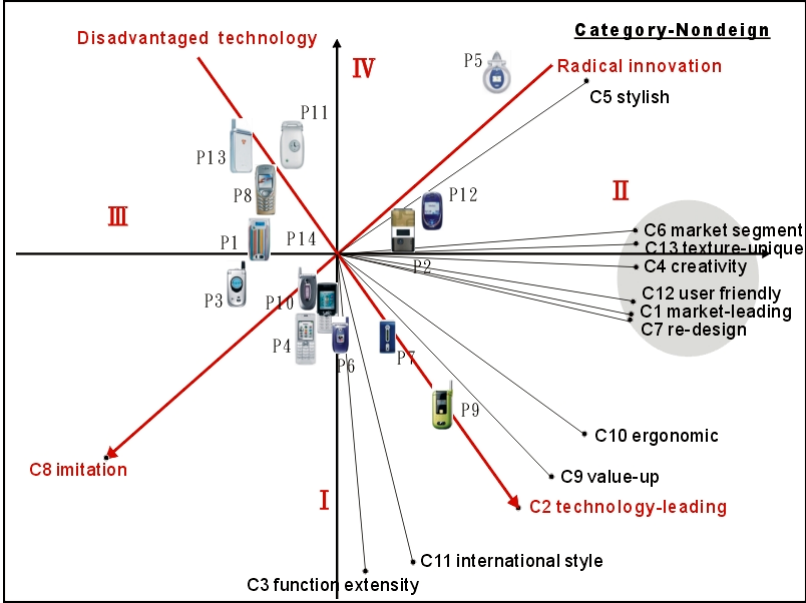 Category-Nondeign
Disadvantaged technology
IV
P5
Radical innovation
C5 stylish
P11
P13
P8
P12
II
III
C6 market segment
P1
P14
C13 texture-unique
P2
C4 creativity
P3
P10
C12 user friendly
C1 market-leading
C7 re-design
P4
P6
P7
P9
C10 ergonomic
C8 imitation
C9 value-up
I
C2 technology-leading
C11 international style
C3 function extensity